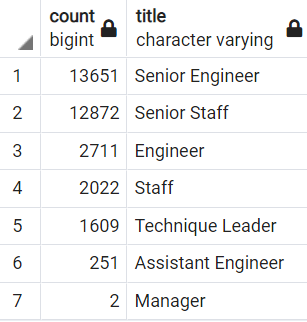 count title
bigint character varying
1 13651 Senior Engineer
2 12872 Senior Staff
3 2711 Engineer
4 2022 Staff
5 1609 Technique Leader
6 251 Assistant Engineer
7 2 Manager